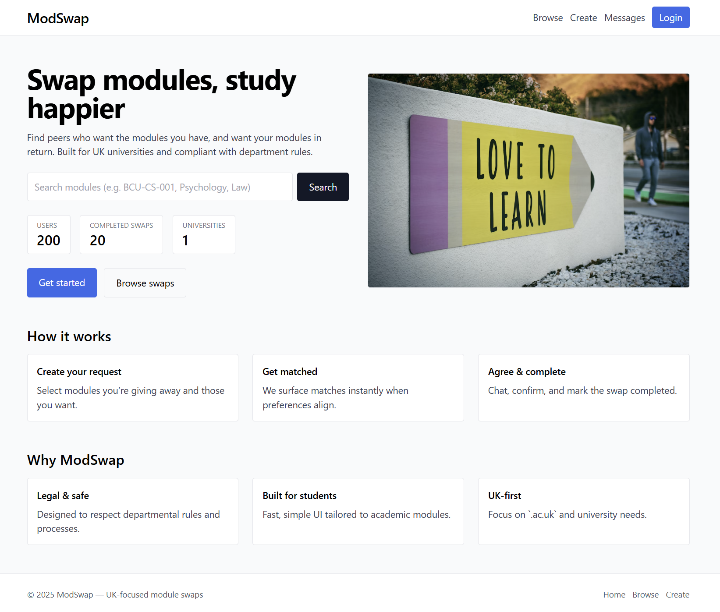 ModSwap
Browse Create Messages Login
Swap modules, study
happier
Find peers who want the modules you have, and want your modules in
return. Built for UK universities and compliant with department rules.
Search modules (e.g. BCU-CS-001, Psychology, Law)
Search
USERS
200
COMPLETED SWAPS
20
UNIVERSITIES
1
Get started
Browse swaps
LOVE TO
LEARN
How it works
Create your request
Select modules you're giving away and those
you want.
Get matched
We surface matches instantly when
preferences align.
Agree & complete
Chat, confirm, and mark the swap completed.
Why ModSwap
Legal & safe
Designed to respect departmental rules and
processes.
Built for students
Fast, simple UI tailored to academic modules.
UK-first
Focus on `.ac.uk` and university needs.
© 2025 ModSwap — UK-focused module swaps
Home Browse Create